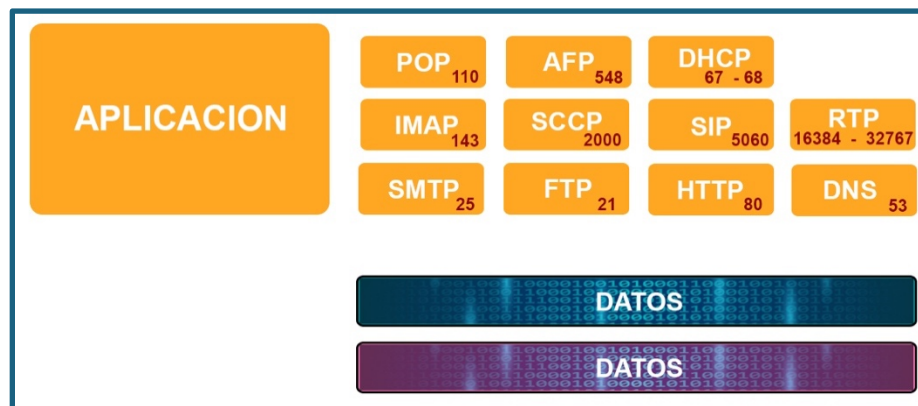 APLICACION
POP 110
AFP 548
DHCP 67 - 68
IMAP 143
SCCP 2000
SIP 5060
RTP 16384 - 32767
SMTP 25
FTP 21
HTTP 80
DNS 53
DATOS
DATOS